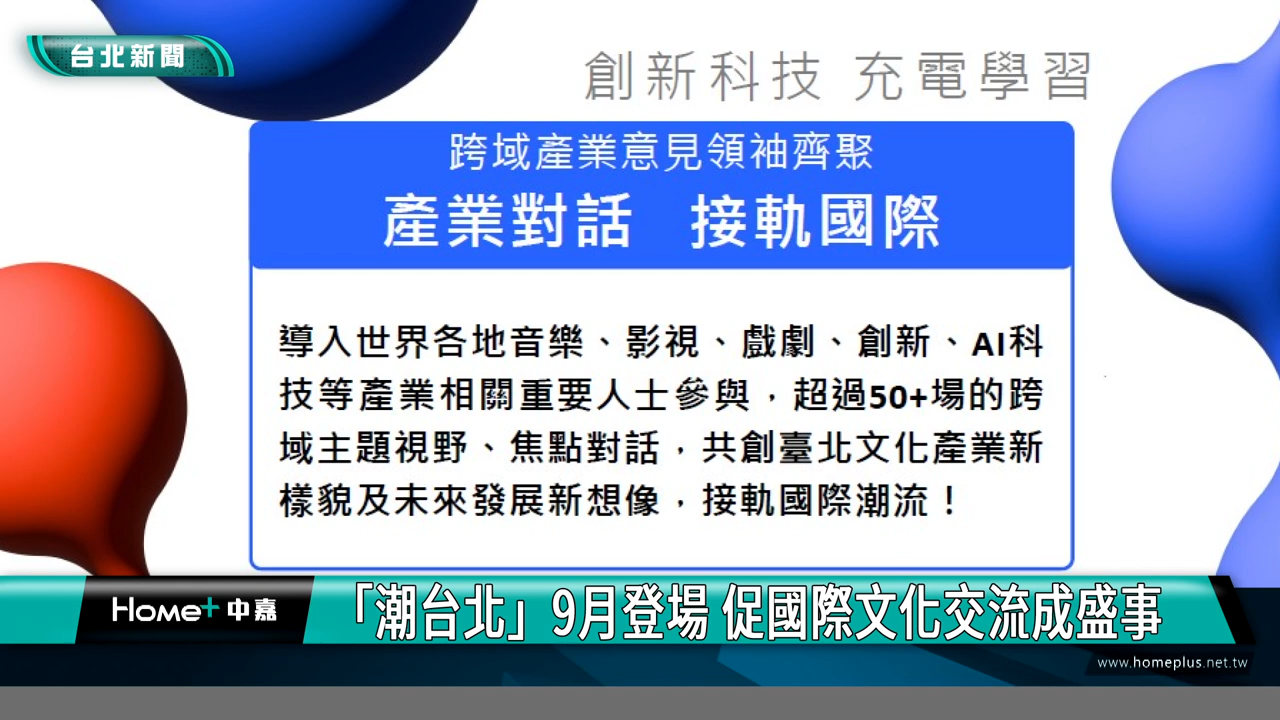 台北新聞
創新科技 充電學習
跨域產業意見領袖齊聚
產業對話 接軌國際
導入世界各地音樂、影視、戲劇、創新、AI科
技等產業相關重要人士參與，超過50+場的跨
域主題視野、焦點對話，共創臺北文化產業新
樣貌及未來發展新想像，接軌國際潮流！
Home+ 中嘉
「潮台北」9月登場 促國際文化交流成盛事
www.homeplus.net.tw